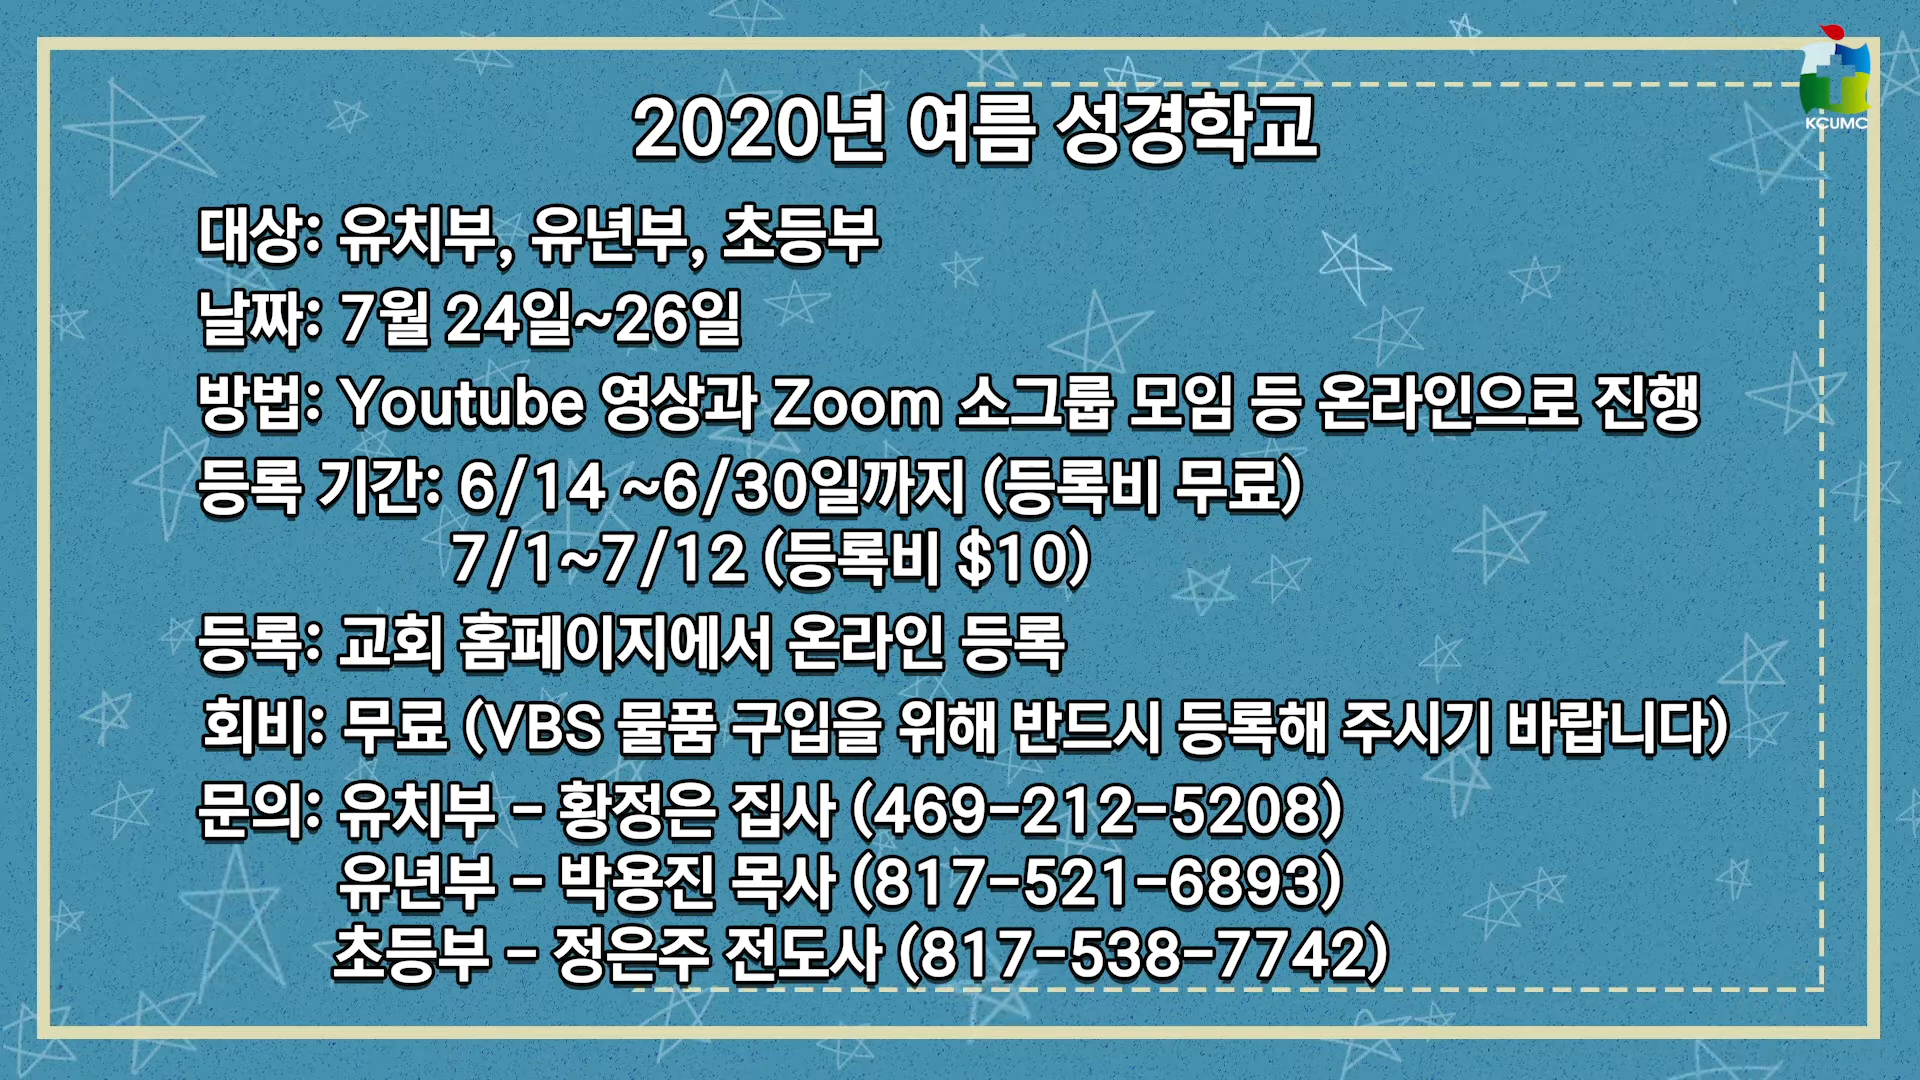 KCUMC
2020년 여름 성경학교
대상: 유치부, 유년부, 초등부
날짜: 7월 24일~26일
방법: Youtube 영상과 Zoom 소그룹 모임 등 온라인으로 진행
등록 기간: 6/14 ~6/30일까지 (등록비 무료)
7/1~7/12 (등록비 $10)
등록: 교회 홈페이지에서 온라인 등록
회비: 무료 (VBS 물품 구입을 위해 반드시 등록해 주시기 바랍니다)
문의: 유치부 - 황정은 집사 (469-212-5208)
유년부 - 박용진 목사 (817-521-6893)
초등부 - 정은주 전도사 (817-538-7742)